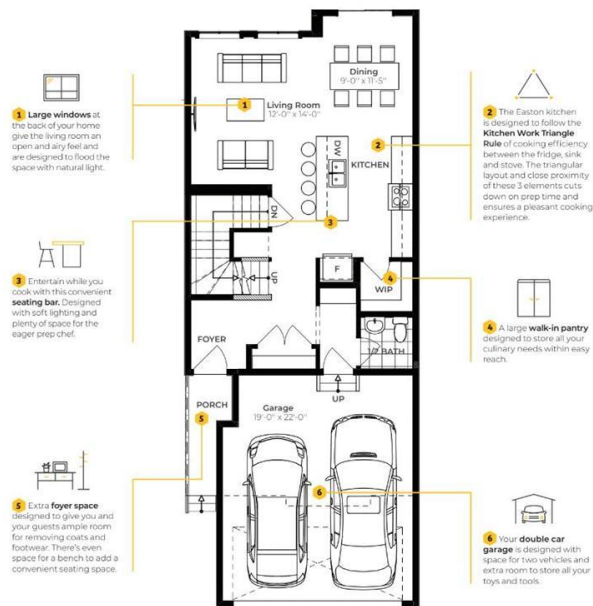 Dining
9'-0" x 11'-5"
1
Living Room
12'-0" x 14'-0"
1 Large windows at
the back of your home
give the living room an
open and airy feel and
are designed to flood the
space with natural light.
2
DW
KITCHEN
2 The Easton kitchen
is designed to follow the
Kitchen Work Triangle
Rule of cooking efficiency
between the fridge, sink
and stove. The triangular
layout and close proximity
of these 3 elements cuts
down on prep time and
ensures a pleasant cooking
experience.
DN
3
UP
F
4
WIP
3 Entertain while you
cook with this convenient
seating bar. Designed
with soft lighting and
plenty of space for the
eager prep chef.
4 A large walk-in pantry
designed to store all your
culinary needs within easy
reach.
FOYER
1/2 BATH
UP
PORCH
5
Garage
19'-0" x 22'-0"
6
5 Extra foyer space
designed to give you and
your guests ample room
for removing coats and
footwear. There's even
space for a bench to add a
convenient seating space.
6 Your double car
garage is designed with
space for two vehicles and
extra room to store all your
toys and tools.